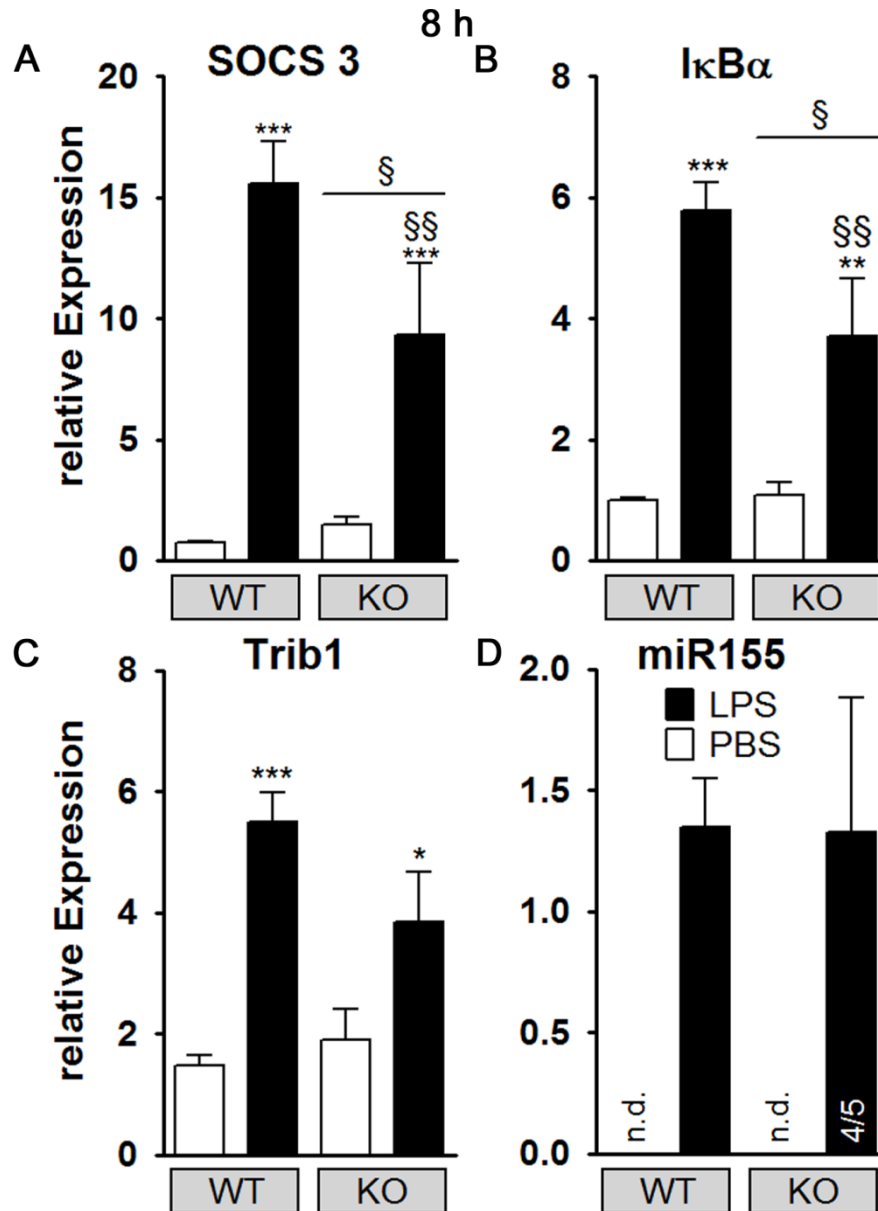 8 h
A
SOCS 3
relative Expression
20
15
10
5
0
***
§
§§
***
WT
KO
B
IκBα
8
6
4
2
0
***
§
§§
**
WT
KO
C
Trib1
relative Expression
8
6
4
2
0
***
*
WT
KO
D
miR155
2.0
1.5
1.0
0.5
0.0
LPS
PBS
n.d.
n.d.
4/5
WT
KO